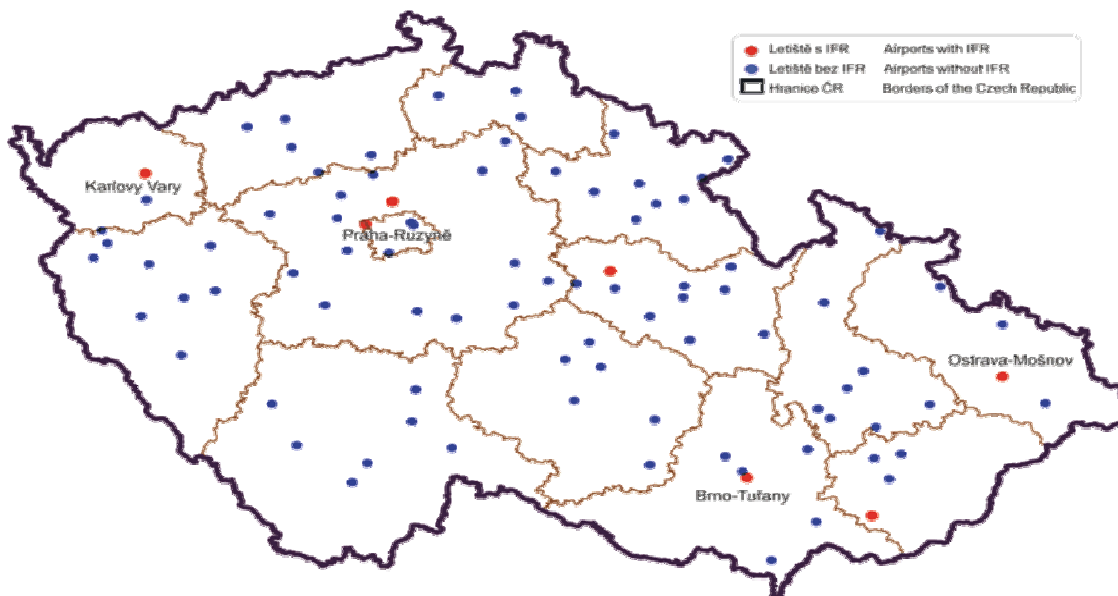 Letiště s IFR Airports with IFR
Letiště bez IFR Airports without IFR
Hranice ČR Borders of the Czech Republic
Karlovy Vary
Praha-Ruzyně
Ostrava-Mošnov
Brno-Tuřany